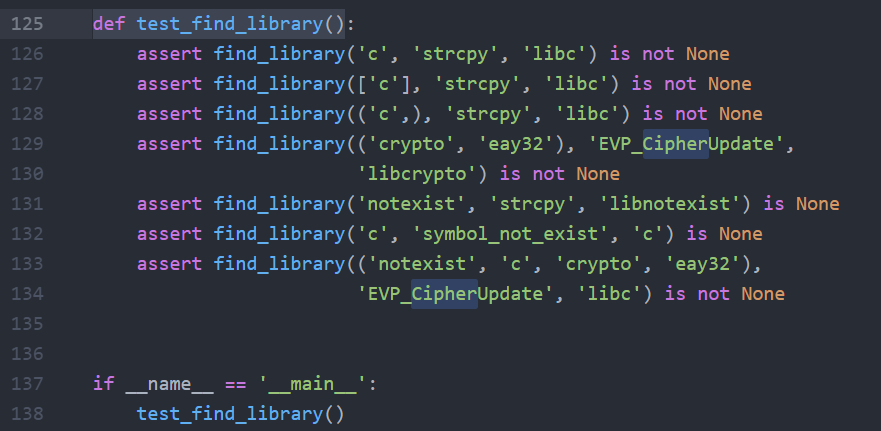 125 def test_find_library():
126     assert find_library('c', 'strcpy', 'libc') is not None
127     assert find_library(['c'], 'strcpy', 'libc') is not None
128     assert find_library(('c',), 'strcpy', 'libc') is not None
129     assert find_library(('crypto', 'eay32'), 'EVP_CipherUpdate',
130                         'libcrypto') is not None
131     assert find_library('notexist', 'strcpy', 'libnotexist') is None
132     assert find_library('c', 'symbol_not_exist', 'c') is None
133     assert find_library(('notexist', 'c', 'crypto', 'eay32'),
134                         'EVP_CipherUpdate', 'libc') is not None
135
136
137 if __name__ == '__main__':
138     test_find_library()